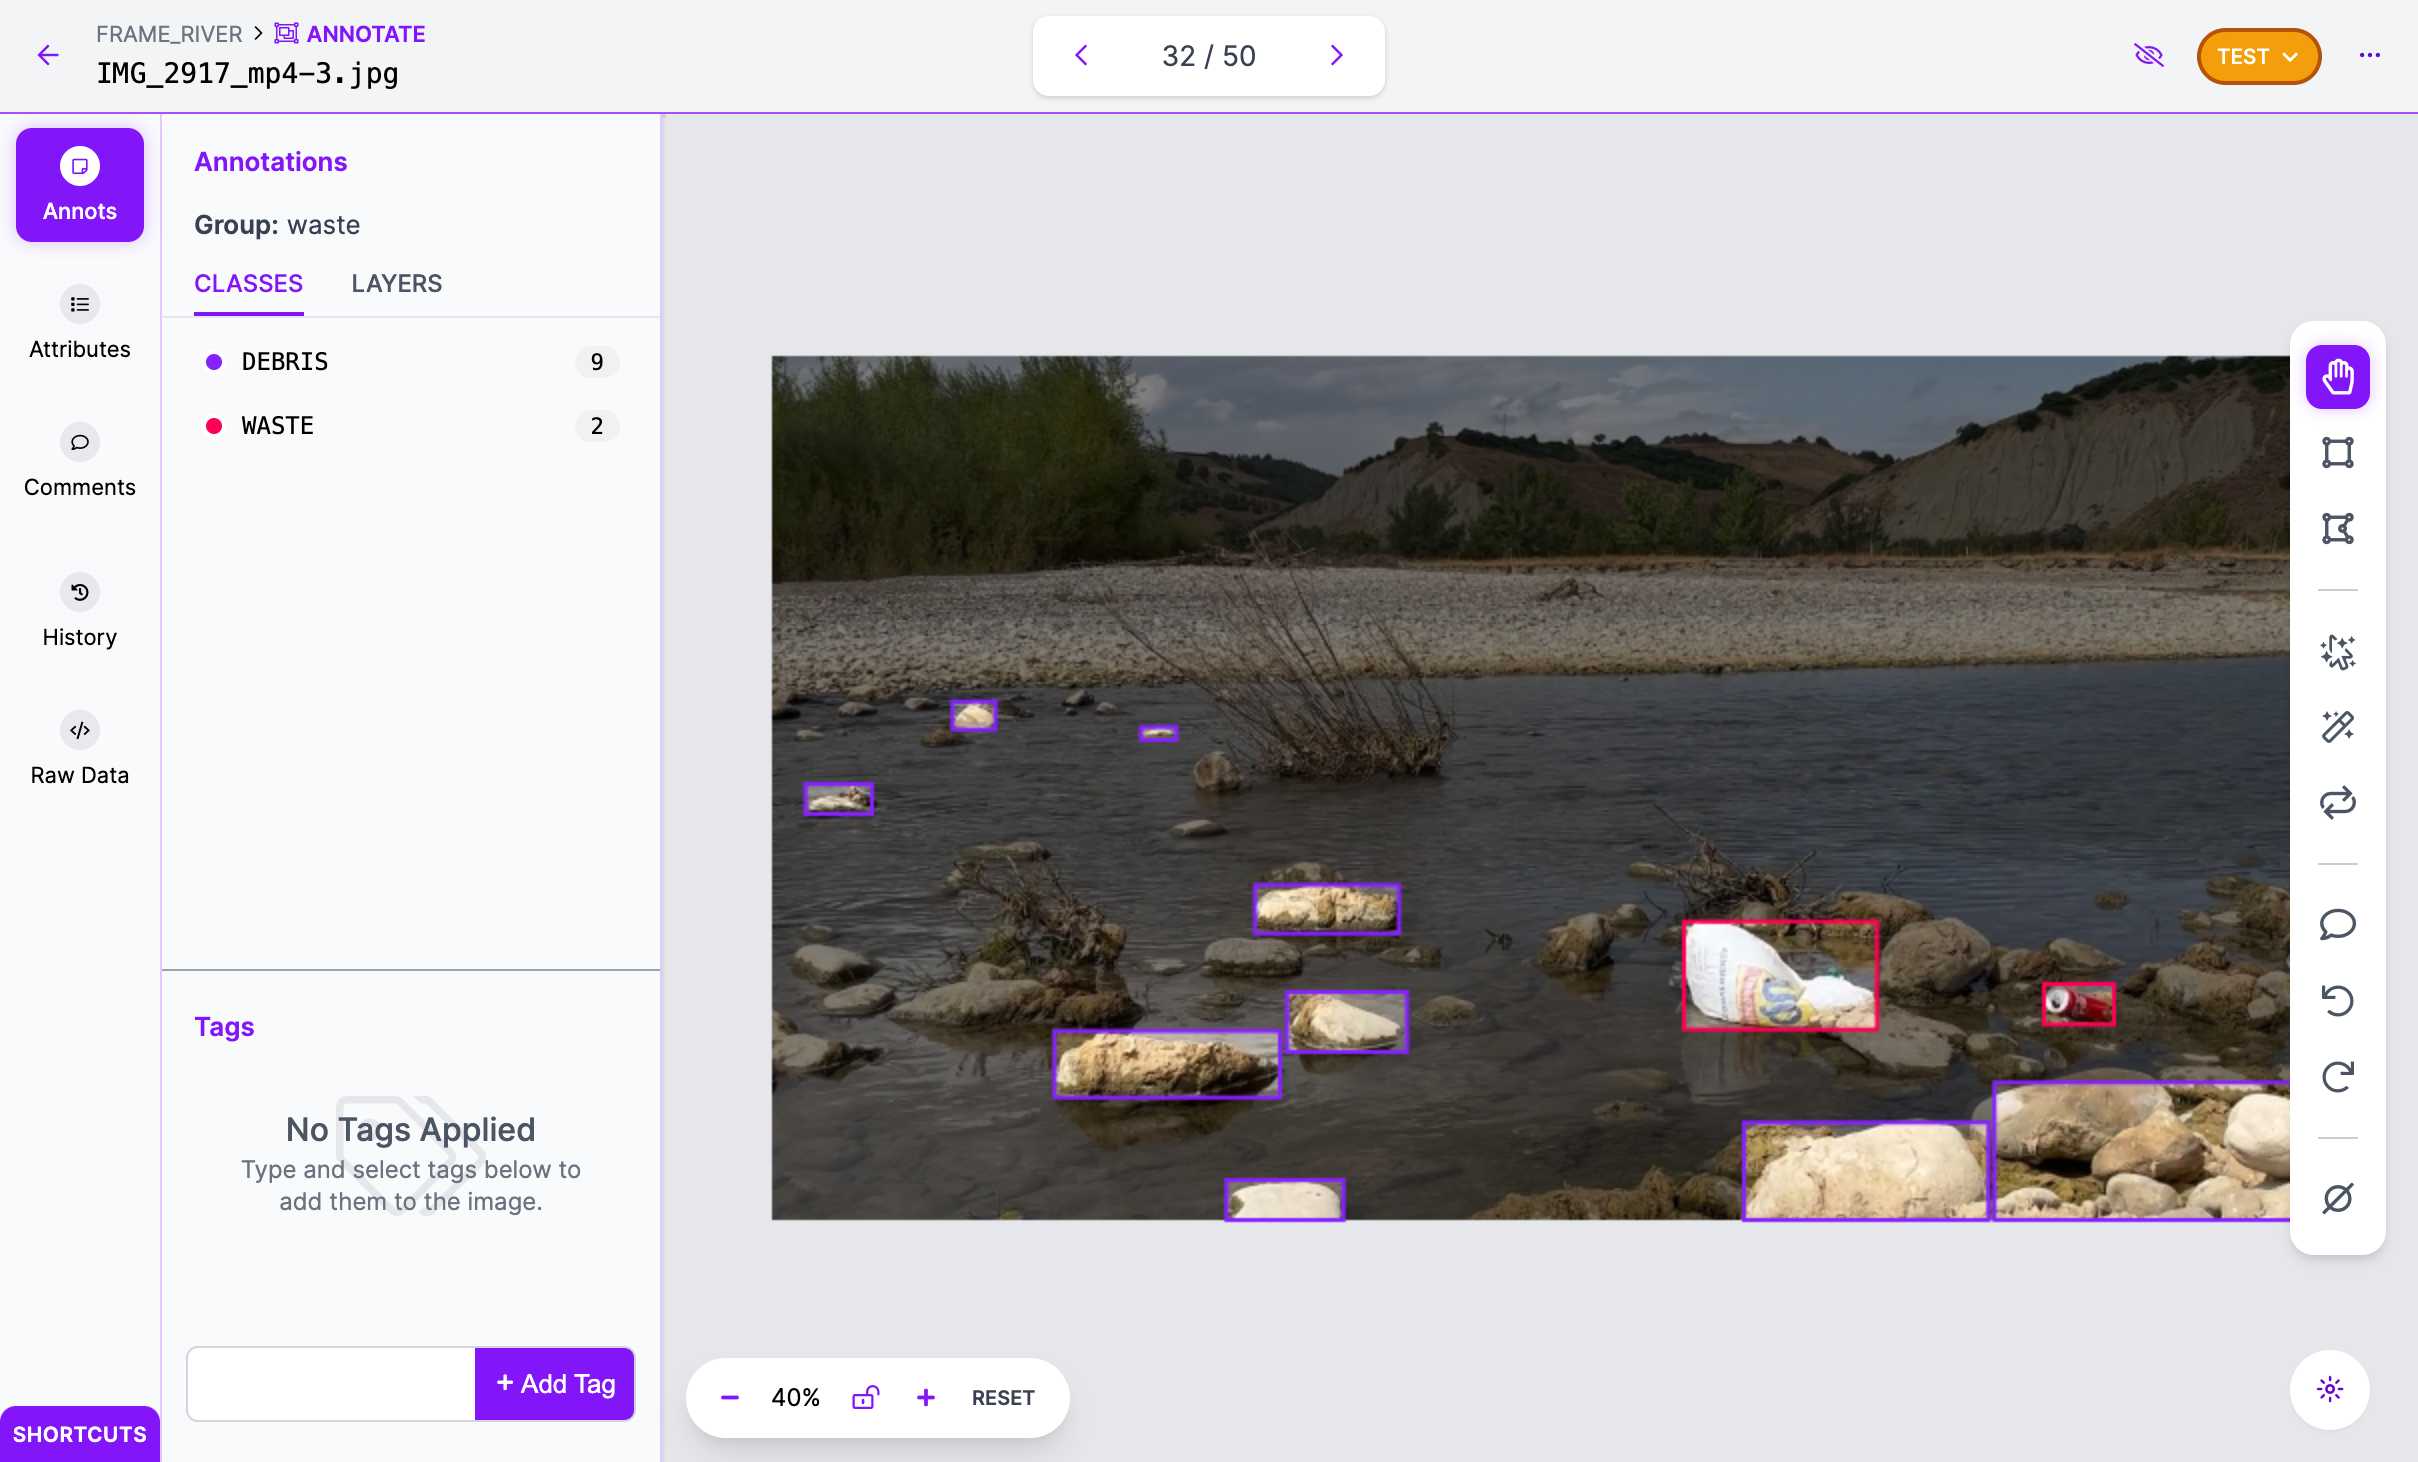 FRAME_RIVER > ANNOTATE
IMG_2917_mp4-3.jpg
32 / 50
TEST
Annots
Attributes
Comments
History
Raw Data
SHORTCUTS
Annotations
Group: waste
CLASSES LAYERS
DEBRIS 9
WASTE 2
Tags
No Tags Applied
Type and select tags below to
add them to the image.
+ Add Tag
40% RESET